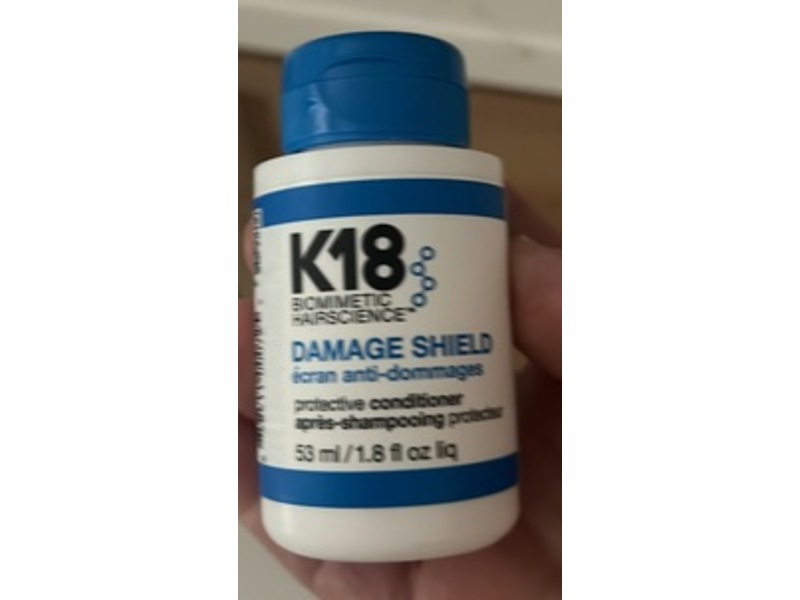 K18
BIOMIMETIC
HAIRSCIENCE™
DAMAGE SHIELD
écran anti-dommages
protective conditioner
après-shampooing protecteur
53 ml / 1.8 fl oz liq